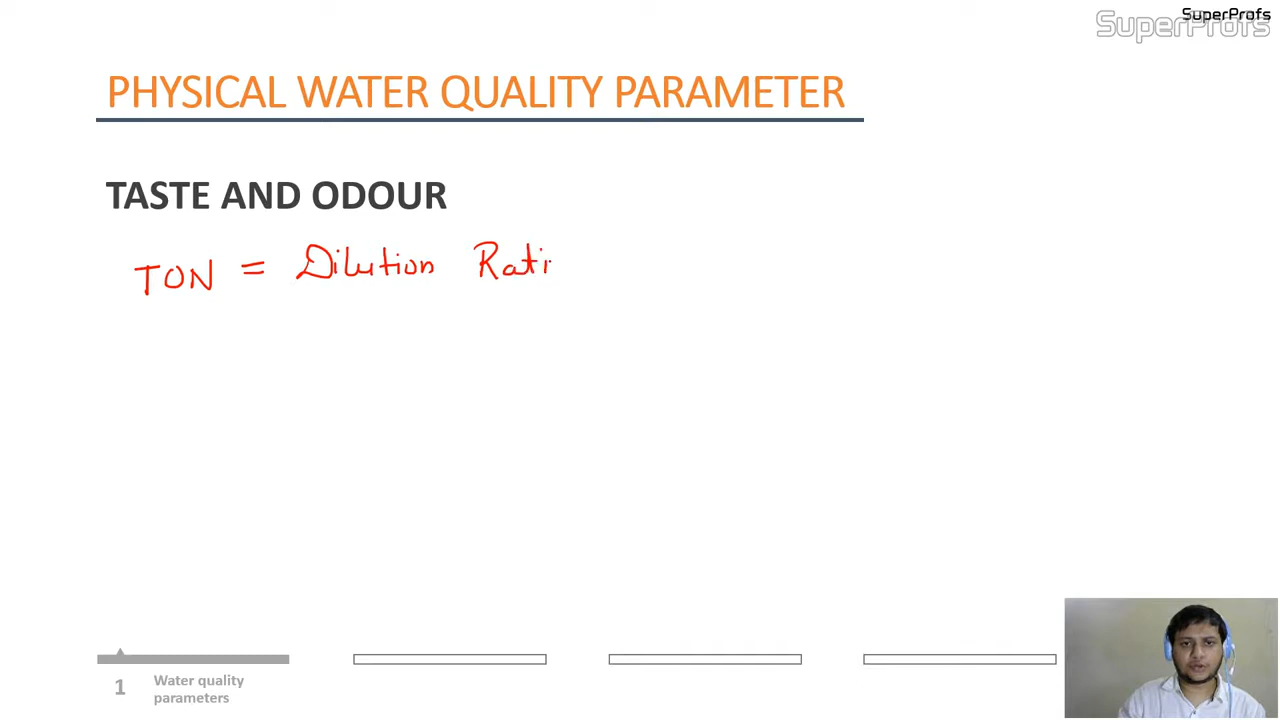 SuperProfs
SuperProfs
PHYSICAL WATER QUALITY PARAMETER
TASTE AND ODOUR
TON = Dilution Rati
1 Water quality
parameters